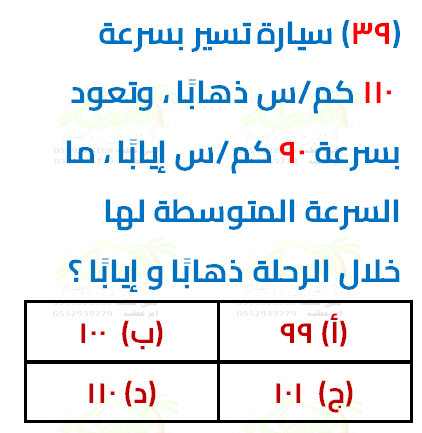 (٣٩) سيارة تسير بسرعة
١١٠ كم/س ذهابًا ، وتعود
بسرعة ٩٠ كم/س إيابًا ، ما
السرعة المتوسطة لها
خلال الرحلة ذهابًا و إيابًا ؟
(أ) ٩٩
(ب) ١٠٠
(ج) ١٠١
(د) ١١٠